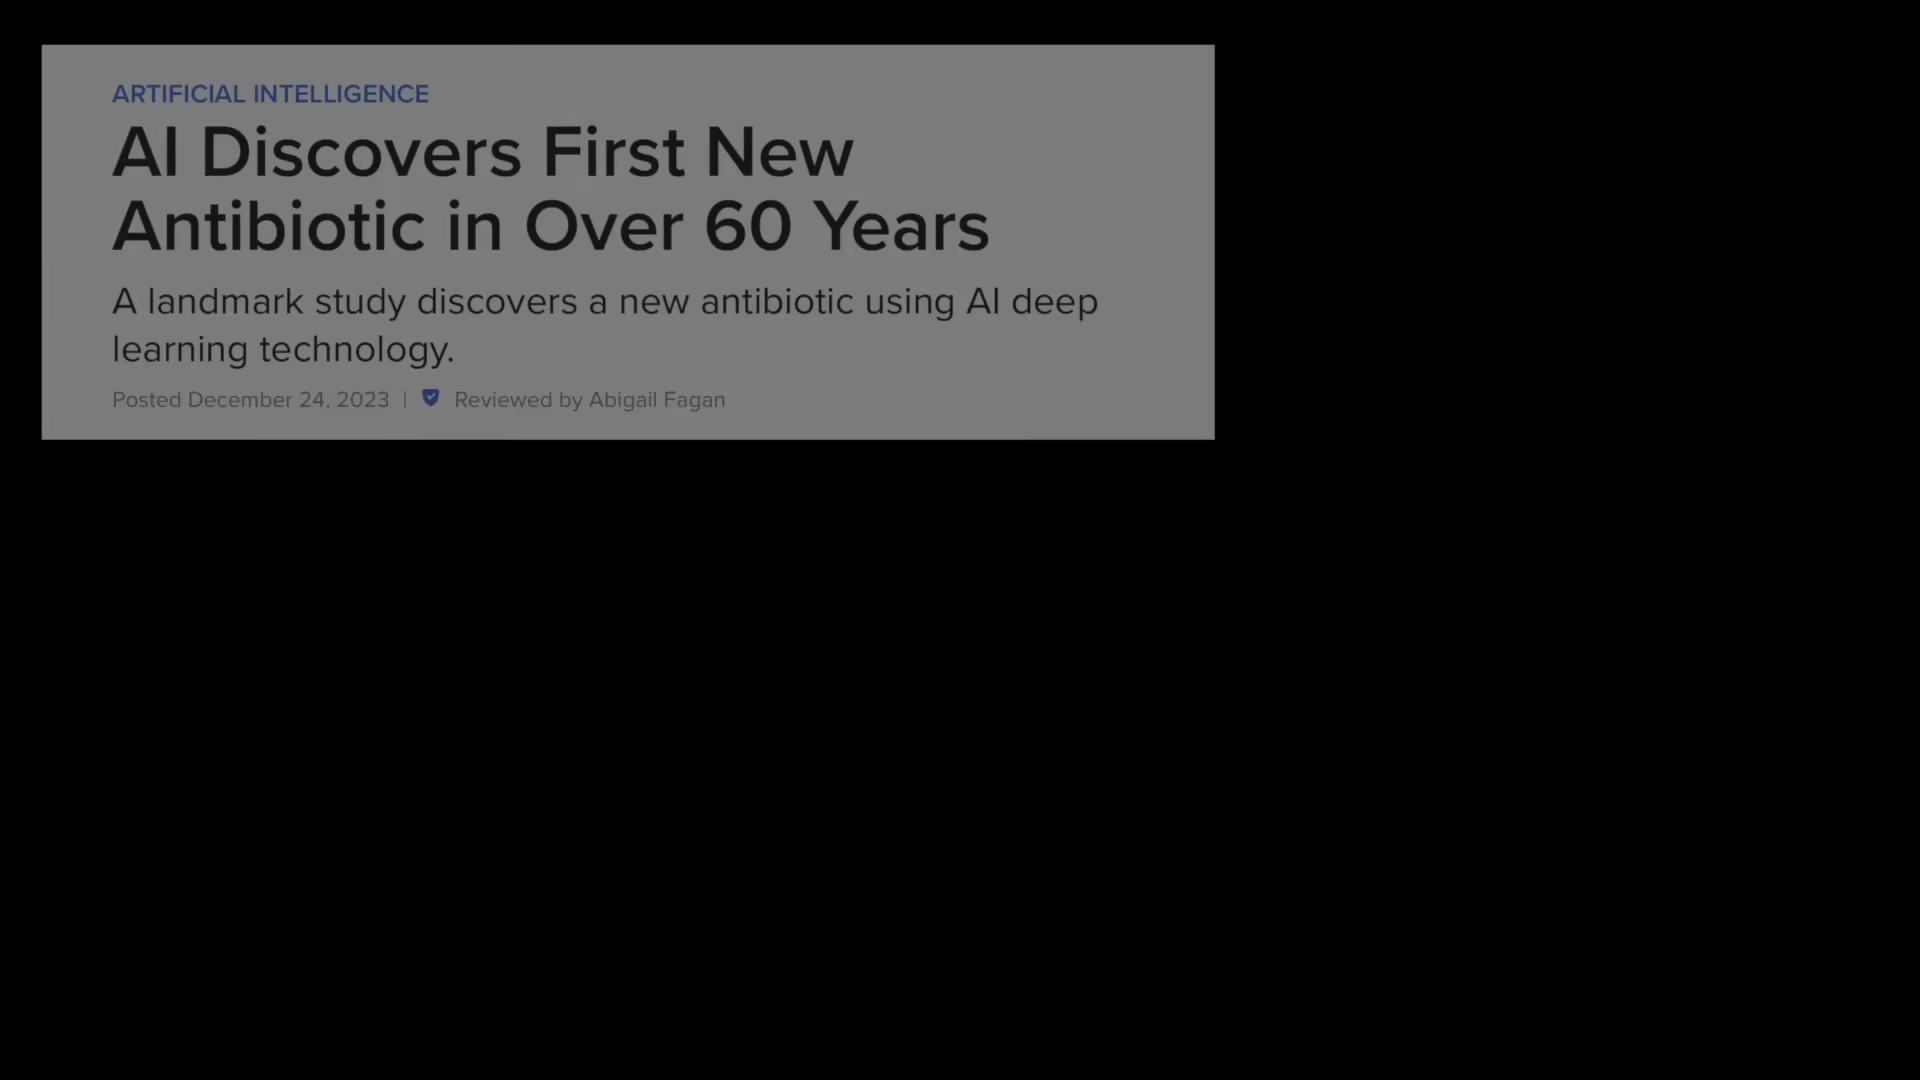 ARTIFICIAL INTELLIGENCE
AI Discovers First New
Antibiotic in Over 60 Years
A landmark study discovers a new antibiotic using AI deep
learning technology.
Posted December 24, 2023 | Reviewed by Abigail Fagan